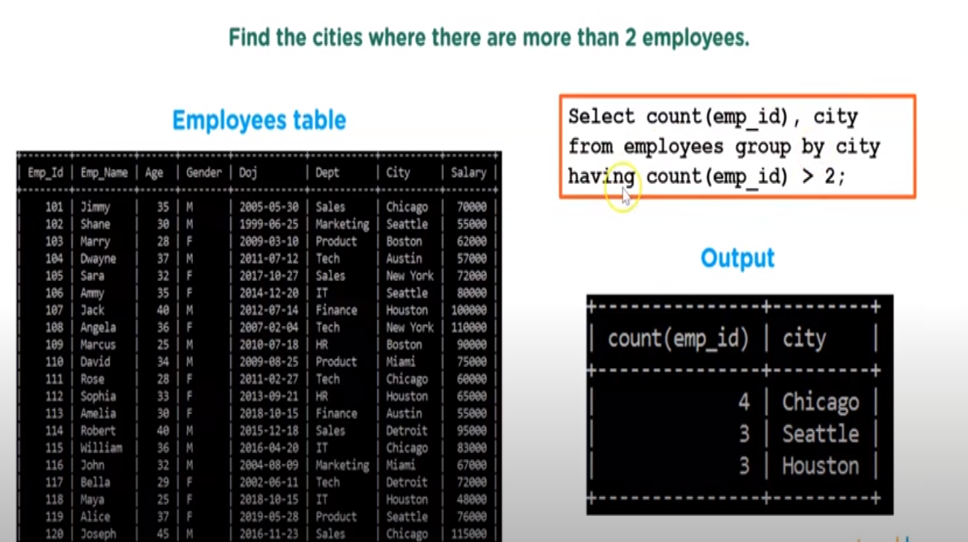 Find the cities where there are more than 2 employees.
Employees table
Emp_Id | Emp_Name | Age | Gender | Doj | Dept | City | Salary
101 | Jimmy | 35 | M | 2005-05-30 | Sales | Chicago | 70000
102 | Shane | 30 | M | 1999-06-25 | Marketing | Seattle | 55000
103 | Marry | 28 | F | 2009-03-10 | Product | Boston | 62000
104 | Dwayne | 37 | M | 2011-07-12 | Tech | Austin | 57000
105 | Sara | 32 | F | 2017-10-27 | Sales | New York | 72000
106 | Ammy | 35 | F | 2014-12-20 | IT | Seattle | 80000
107 | Jack | 40 | M | 2012-07-14 | Finance | Houston | 100000
108 | Angela | 36 | F | 2007-02-04 | Tech | New York | 110000
109 | Marcus | 25 | M | 2010-07-18 | HR | Boston | 90000
110 | David | 34 | M | 2009-08-25 | Product | Miami | 75000
111 | Rose | 28 | F | 2011-02-27 | Tech | Chicago | 60000
112 | Sophia | 33 | F | 2013-09-21 | HR | Houston | 65000
113 | Amelia | 30 | F | 2018-10-15 | Finance | Austin | 55000
114 | Robert | 40 | M | 2015-12-18 | Sales | Detroit | 95000
115 | William | 36 | M | 2016-04-20 | IT | Chicago | 83000
116 | John | 32 | M | 2004-08-09 | Marketing | Miami | 67000
117 | Bella | 29 | F | 2002-06-11 | Tech | Detroit | 72000
118 | Maya | 25 | F | 2018-10-15 | IT | Houston | 48000
119 | Alice | 37 | F | 2019-05-28 | Product | Seattle | 76000
120 | Joseph | 45 | M | 2016-11-23 | Sales | Chicago | 115000
Select count(emp_id), city
from employees group by city
having count(emp_id) > 2;
Output
count(emp_id) | city
4 | Chicago
3 | Seattle
3 | Houston